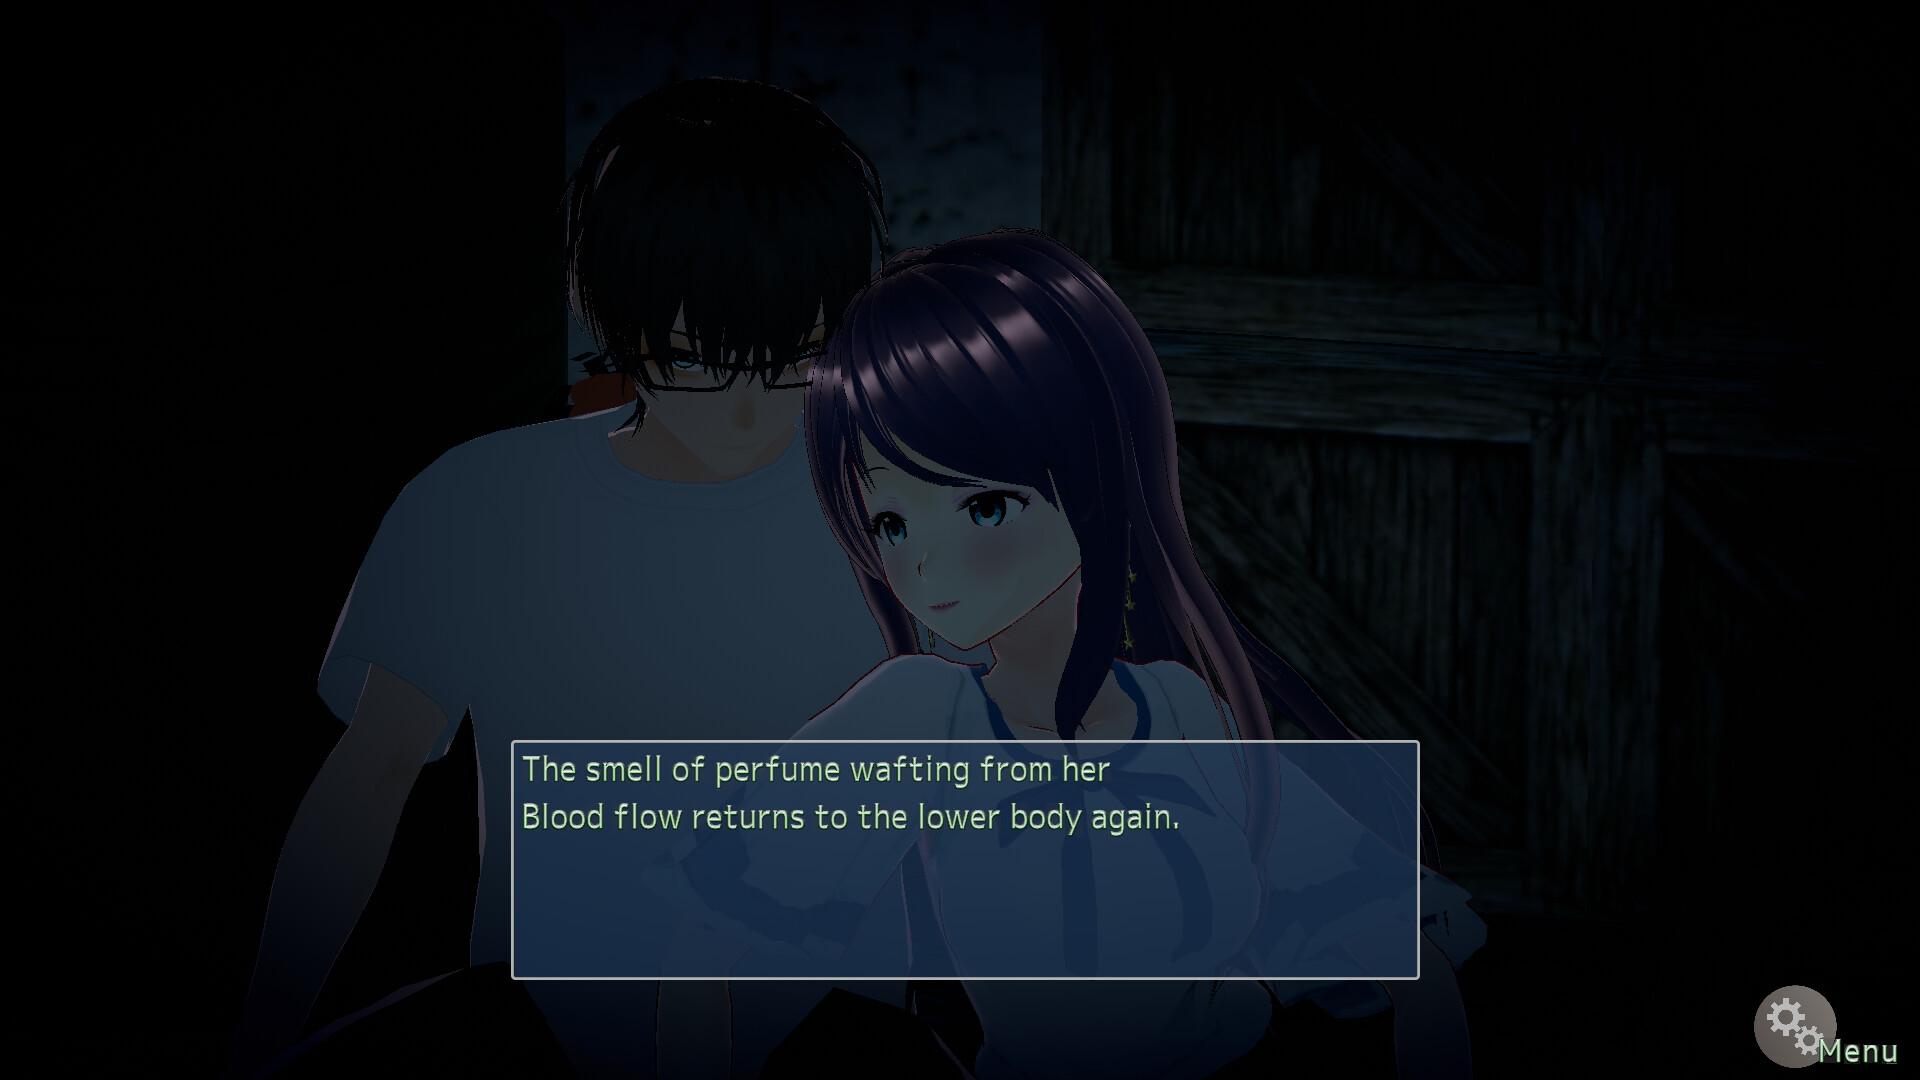 The smell of perfume wafting from her
Blood flow returns to the lower body again.
Menu